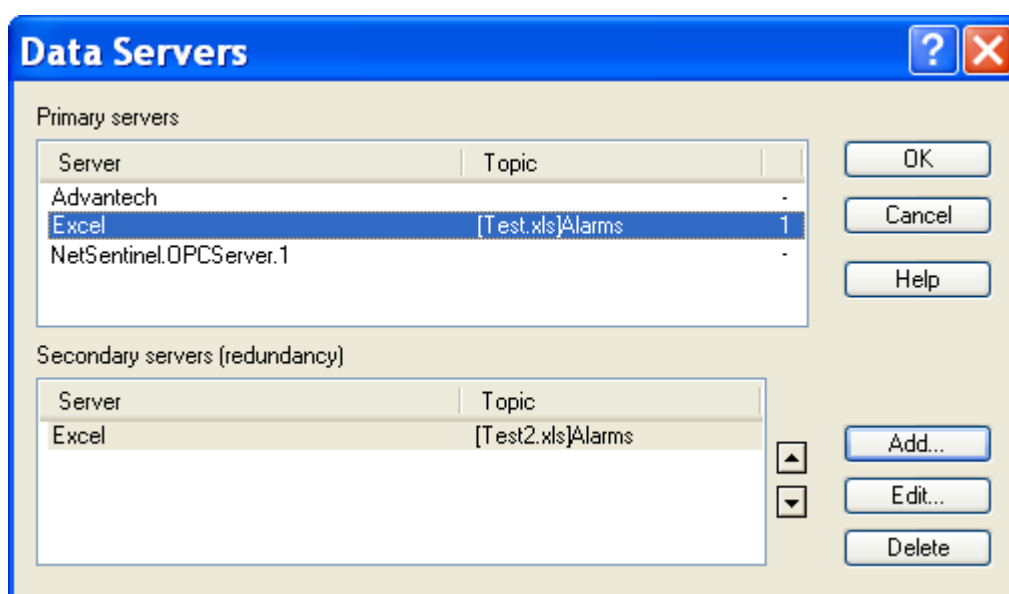 Data Servers
Primary servers
Server Topic
Advantech -
Excel [Test.xls]Alarms 1
NetSentinel.OPCServer.1 -
OK
Cancel
Help
Secondary servers (redundancy)
Server Topic
Excel [Test2.xls]Alarms
Add...
Edit...
Delete